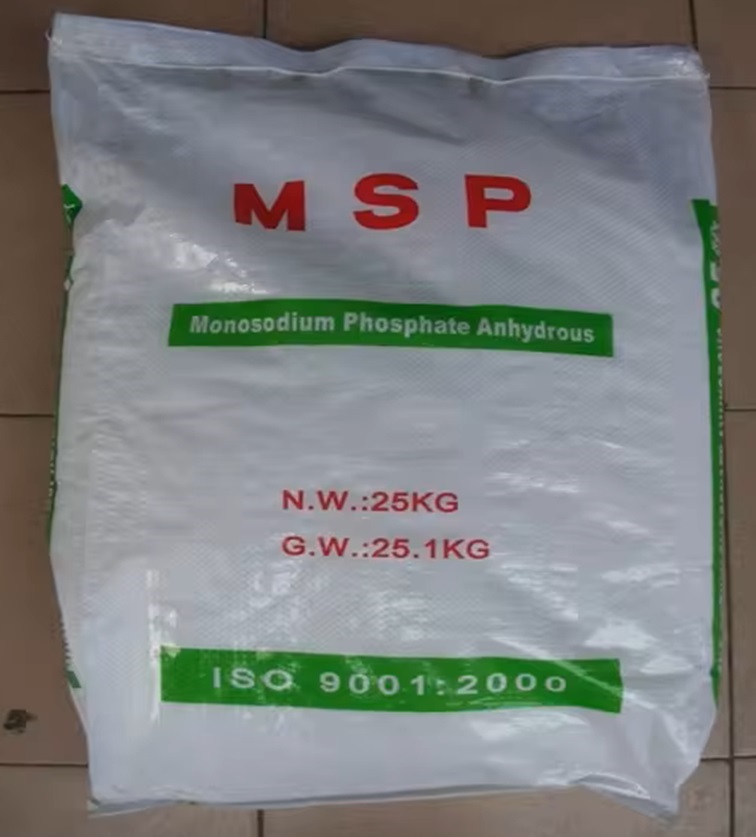 MSP
Monosodium Phosphate Anhydrous
N.W.:25KG
G.W.:25.1KG
ISO 9001:2000